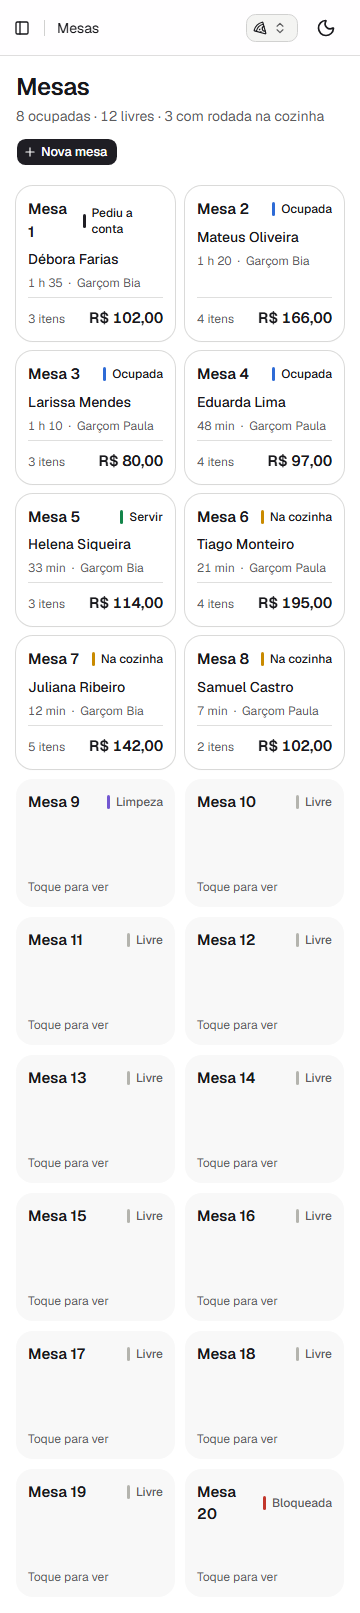 Mesas
Mesas
8 ocupadas · 12 livres · 3 com rodada na cozinha
+ Nova mesa
Mesa 1
Pediu a conta
Débora Farias
1 h 35 · Garçom Bia
3 itens R$ 102,00
Mesa 2 Ocupada
Mateus Oliveira
1 h 20 · Garçom Bia
4 itens R$ 166,00
Mesa 3 Ocupada
Larissa Mendes
1 h 10 · Garçom Paula
3 itens R$ 80,00
Mesa 4 Ocupada
Eduarda Lima
48 min · Garçom Paula
4 itens R$ 97,00
Mesa 5 Servir
Helena Siqueira
33 min · Garçom Bia
3 itens R$ 114,00
Mesa 6 Na cozinha
Tiago Monteiro
21 min · Garçom Paula
4 itens R$ 195,00
Mesa 7 Na cozinha
Juliana Ribeiro
12 min · Garçom Bia
5 itens R$ 142,00
Mesa 8 Na cozinha
Samuel Castro
7 min · Garçom Paula
2 itens R$ 102,00
Mesa 9 Limpeza
Toque para ver
Mesa 10 Livre
Toque para ver
Mesa 11 Livre
Toque para ver
Mesa 12 Livre
Toque para ver
Mesa 13 Livre
Toque para ver
Mesa 14 Livre
Toque para ver
Mesa 15 Livre
Toque para ver
Mesa 16 Livre
Toque para ver
Mesa 17 Livre
Toque para ver
Mesa 18 Livre
Toque para ver
Mesa 19 Livre
Toque para ver
Mesa 20
Bloqueada
Toque para ver